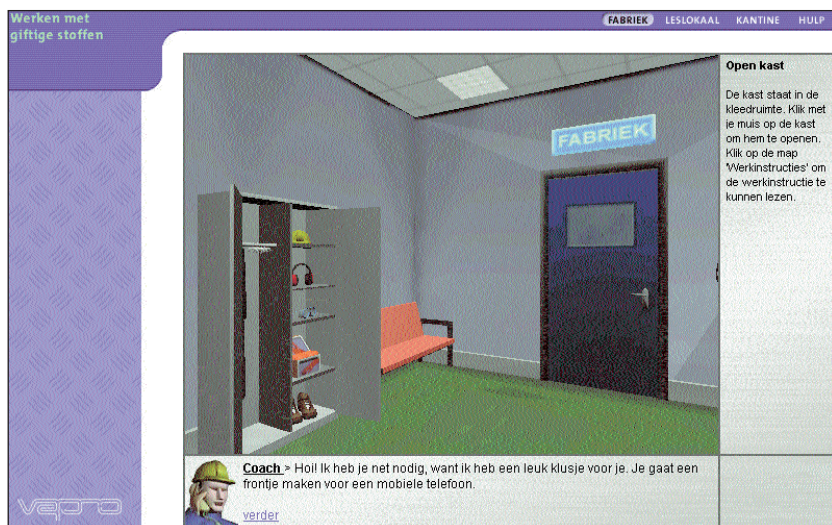 Werken met
giftige stoffen
FABRIEK LESLOKAAL KANTINE HULP
FABRIEK
Open kast
De kast staat in de
kleedruimte. Klik met
je muis op de kast
om hem te openen.
Klik op de map
'Werkinstructies' om
de werkinstructie te
kunnen lezen.
Coach > Hoi! Ik heb je net nodig, want ik heb een leuk klusje voor je. Je gaat een
frontje maken voor een mobiele telefoon.
verder
vapro